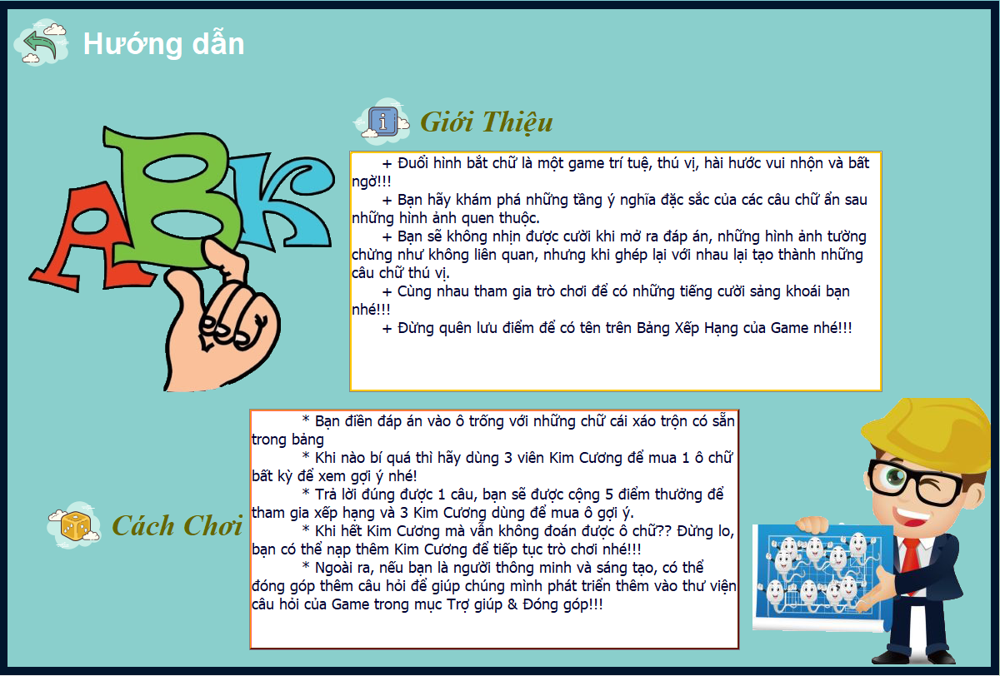 Hướng dẫn
ABK
Giới Thiệu
+ Đuổi hình bắt chữ là một game trí tuệ, thú vị, hài hước vui nhộn và bất
ngờ!!!
+ Bạn hãy khám phá những tầng ý nghĩa đặc sắc của các câu chữ ẩn sau
những hình ảnh quen thuộc.
+ Bạn sẽ không nhịn được cười khi mở ra đáp án, những hình ảnh tường
chừng như không liên quan, nhưng khi ghép lại với nhau lại tạo thành những
câu chữ thú vị.
+ Cùng nhau tham gia trò chơi để có những tiếng cười sảng khoái bạn
nhé!!!
+ Đừng quên lưu điểm để có tên trên Bảng Xếp Hạng của Game nhé!!!
Cách Chơi
* Bạn điền đáp án vào ô trống với những chữ cái xáo trộn có sẵn
trong bảng
* Khi nào bí quá thì hãy dùng 3 viên Kim Cương để mua 1 ô chữ
bất kỳ để xem gợi ý nhé!
* Trả lời đúng được 1 câu, bạn sẽ được cộng 5 điểm thưởng để
tham gia xếp hạng và 3 Kim Cương dùng để mua ô gợi ý.
* Khi hết Kim Cương mà vẫn không đoán được ô chữ?? Đừng lo,
bạn có thể nạp thêm Kim Cương để tiếp tục trò chơi nhé!!!
* Ngoài ra, nếu bạn là người thông minh và sáng tạo, có thể
đóng góp thêm câu hỏi để giúp chúng mình phát triển thêm vào thư viện
câu hỏi của Game trong mục Trợ giúp & Đóng góp!!!